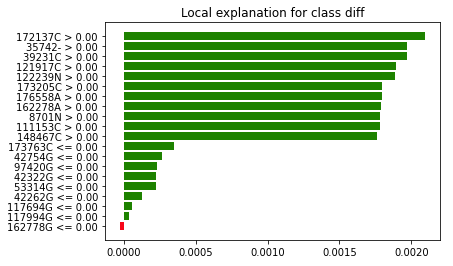 Local explanation for class diff
172137C > 0.00
35742- > 0.00
39231C > 0.00
121917C > 0.00
122239N > 0.00
173205C > 0.00
176558A > 0.00
162278A > 0.00
8701N > 0.00
111153C > 0.00
148467C > 0.00
173763C <= 0.00
42754G <= 0.00
97420G <= 0.00
42322G <= 0.00
53314G <= 0.00
42262G <= 0.00
117694G <= 0.00
117994G <= 0.00
162778G <= 0.00
0.0000 0.0005 0.0010 0.0015 0.0020